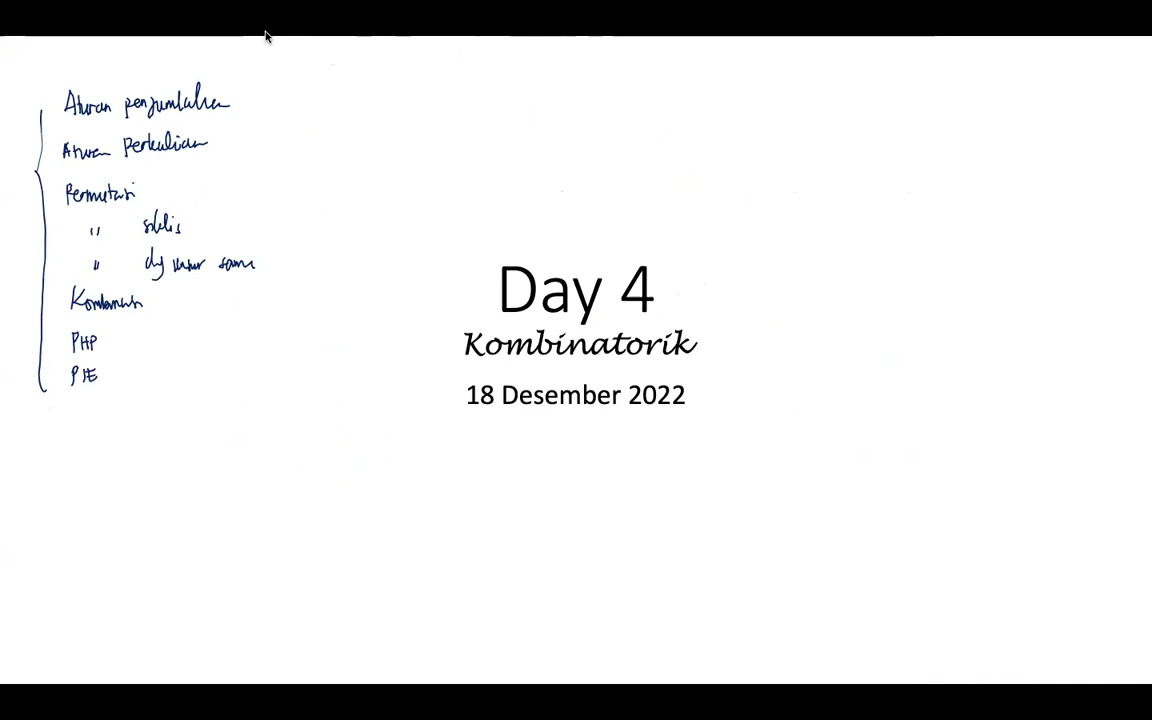 Aturan penjumlahan
Aturan Perkalian
Permutasi
" siklis
" dg unsur sama
Kombinasi
PHP
PIE
Day 4
Kombinatorik
18 Desember 2022